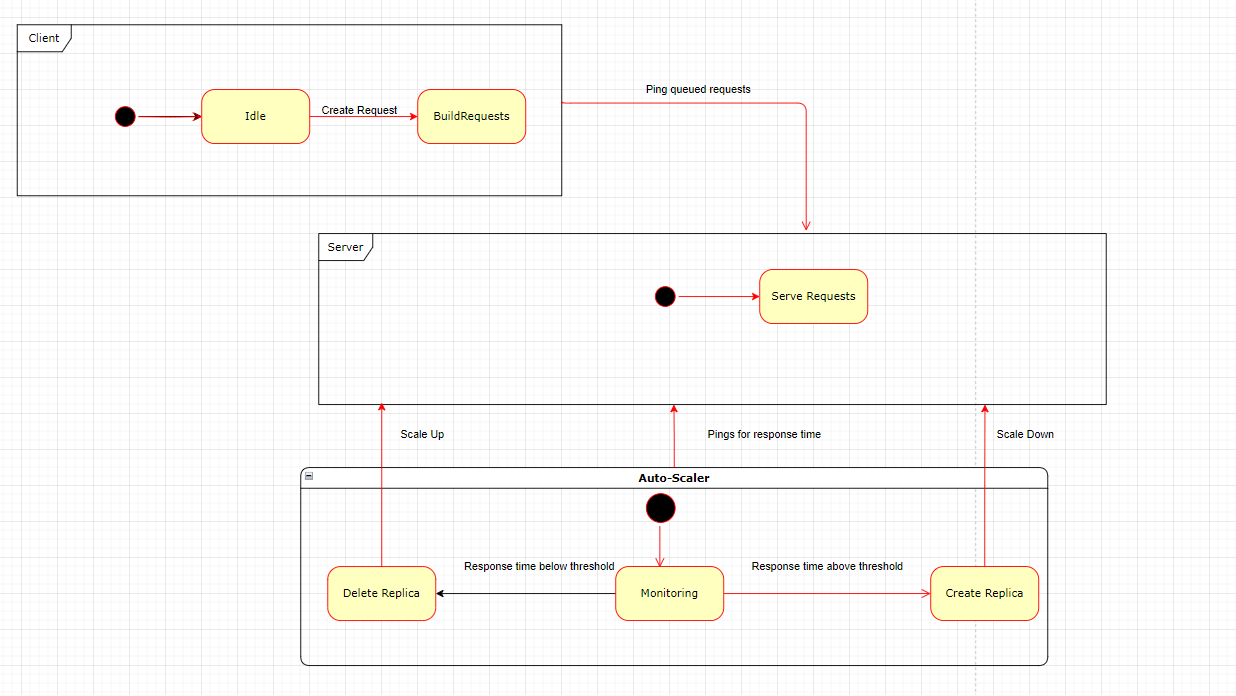 Client
Ping queued requests
Idle
Create Request
BuildRequests
Server
Serve Requests
Scale Up
Pings for response time
Scale Down
Auto-Scaler
Response time below threshold
Response time above threshold
Delete Replica
Monitoring
Create Replica